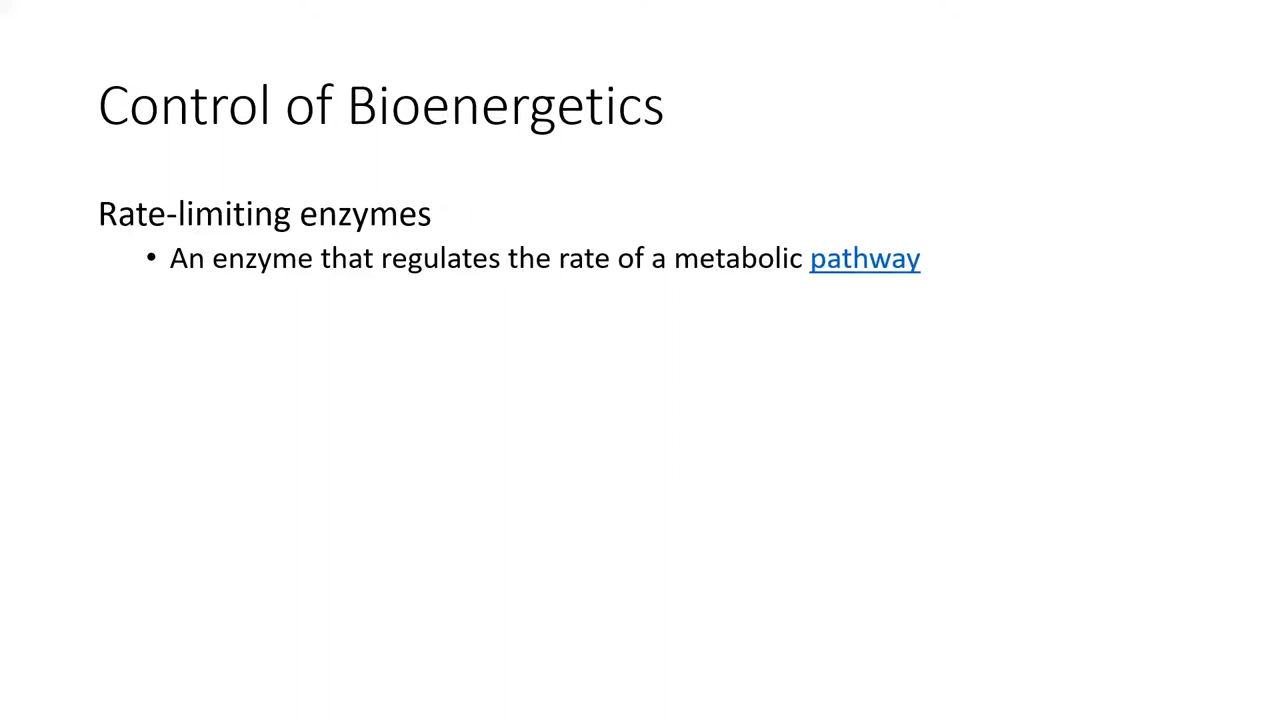 Control of Bioenergetics
Rate-limiting enzymes
• An enzyme that regulates the rate of a metabolic pathway